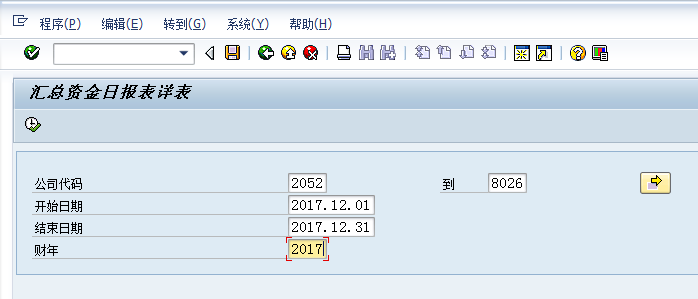 程序(P) 编辑(E) 转到(G) 系统(Y) 帮助(H)
汇总资金日报表详表
公司代码 2052 到 8026
开始日期 2017.12.01
结束日期 2017.12.31
财年 2017